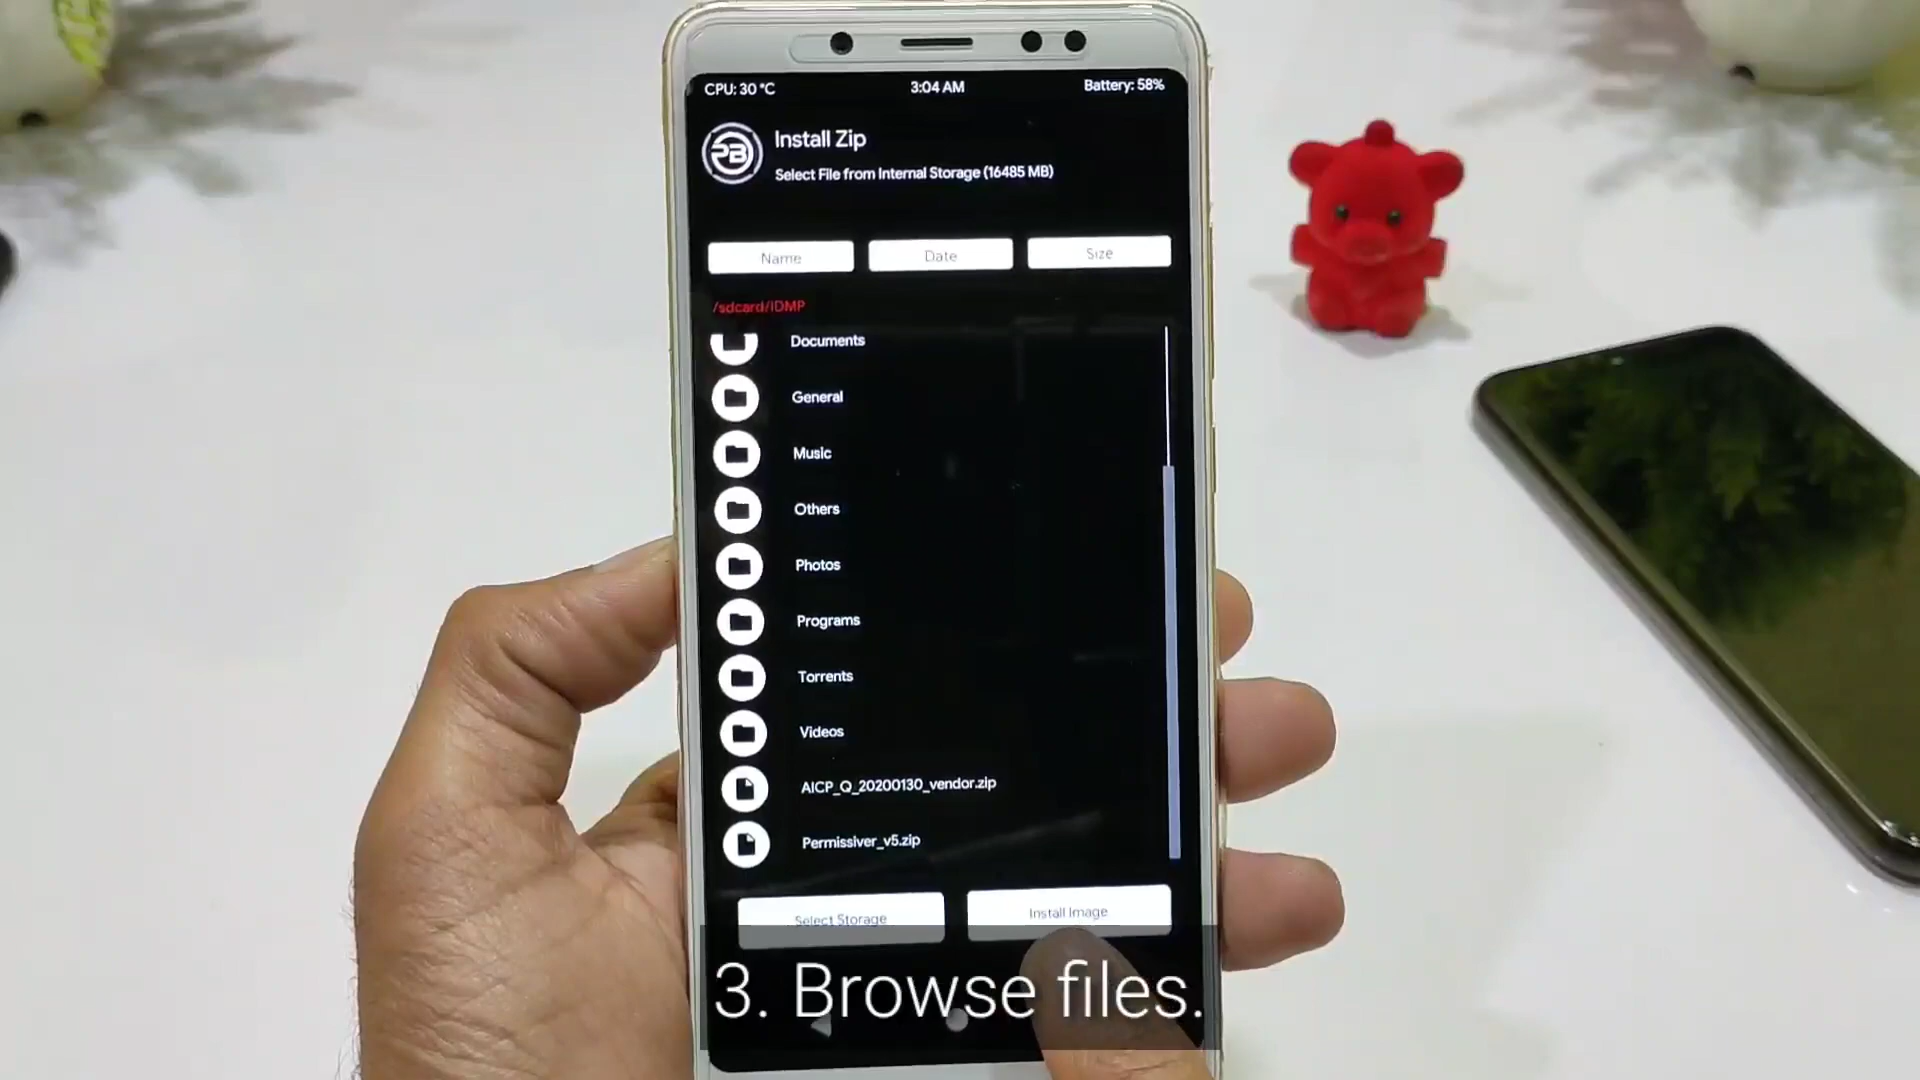 CPU: 30 °C 3:04 AM Battery: 58%
PB
Install Zip
Select File from Internal Storage (16485 MB)
Name Date Size
/sdcard/IDMP
Documents
General
Music
Others
Photos
Programs
Torrents
Videos
AICP_Q_20200130_vendor.zip
Permissiver_v5.zip
Select Storage Install Image
3. Browse files.